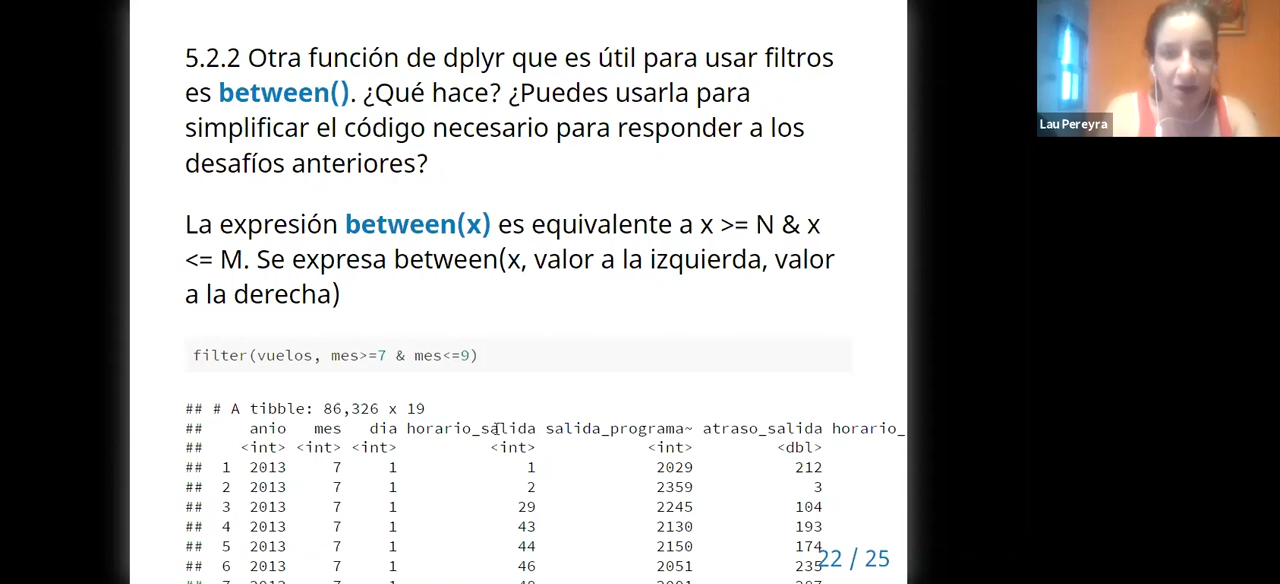 5.2.2 Otra función de dplyr que es útil para usar filtros
es between(). ¿Qué hace? ¿Puedes usarla para
simplificar el código necesario para responder a los
desafíos anteriores?
La expresión between(x) es equivalente a x >= N & x
<= M. Se expresa between(x, valor a la izquierda, valor
a la derecha)
filter(vuelos, mes>=7 & mes<=9)
## # A tibble: 86,326 x 19
## anio mes dia horario_salida salida_programa~ atraso_salida horario_
## <int> <int> <int> <int> <int> <dbl>
## 1 2013 7 1 1 2029 212
## 2 2013 7 1 2 2359 3
## 3 2013 7 1 29 2245 104
## 4 2013 7 1 43 2130 193
## 5 2013 7 1 44 2150 174
## 6 2013 7 1 46 2051 235
22 / 25
Lau Pereyra